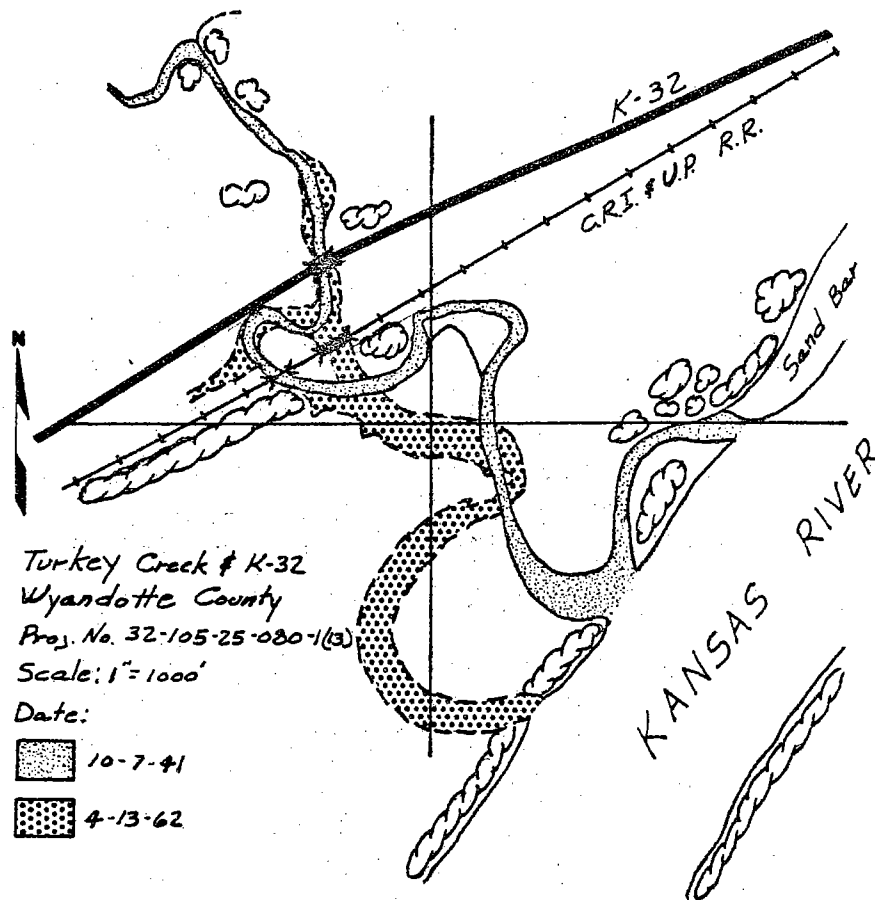 K-32
C.R.I. & U.P. R.R.
Sand Bar
N
KANSAS RIVER
Turkey Creek & K-32
Wyandotte County
Proj. No. 32-105-25-080-1(13)
Scale: 1"=1000'
Date:
10-7-41
4-13-62